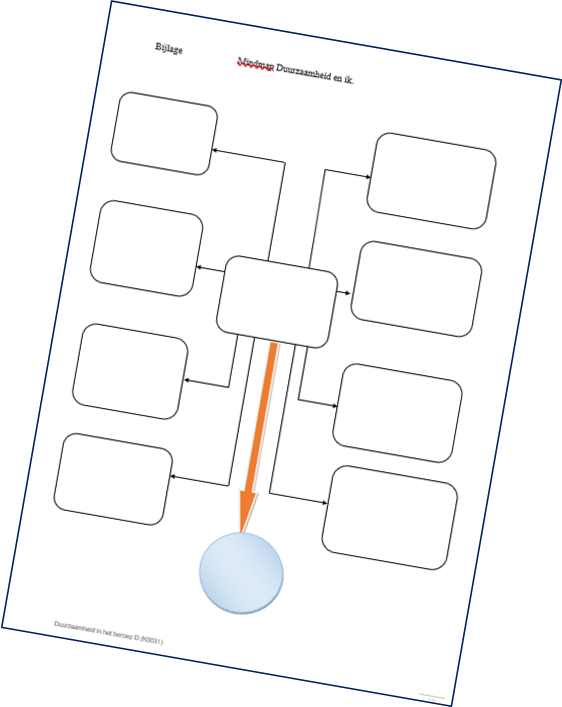 Bijlage
Mindmap Duurzaamheid en ik.
Duurzaamheid in het beroep D (K0031)